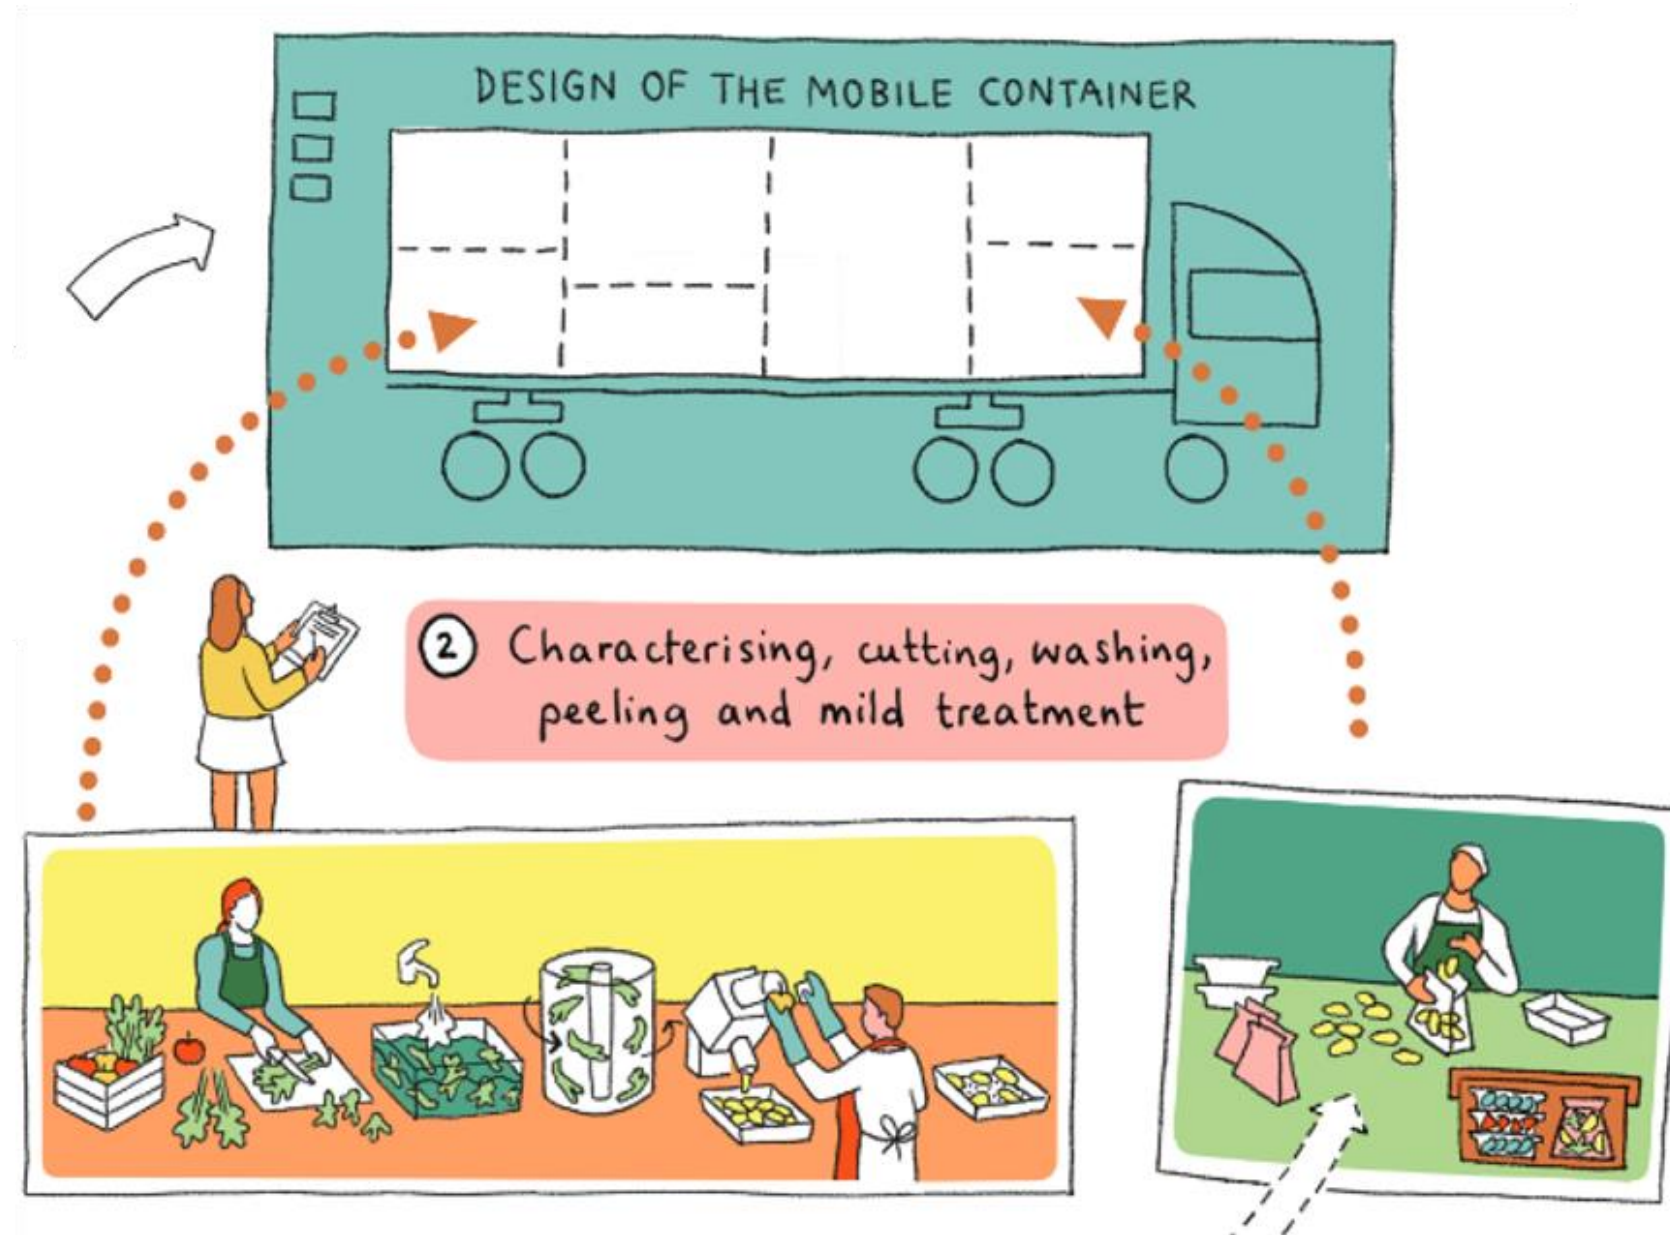 DESIGN OF THE MOBILE CONTAINER
2 Characterising, cutting, washing,
peeling and mild treatment